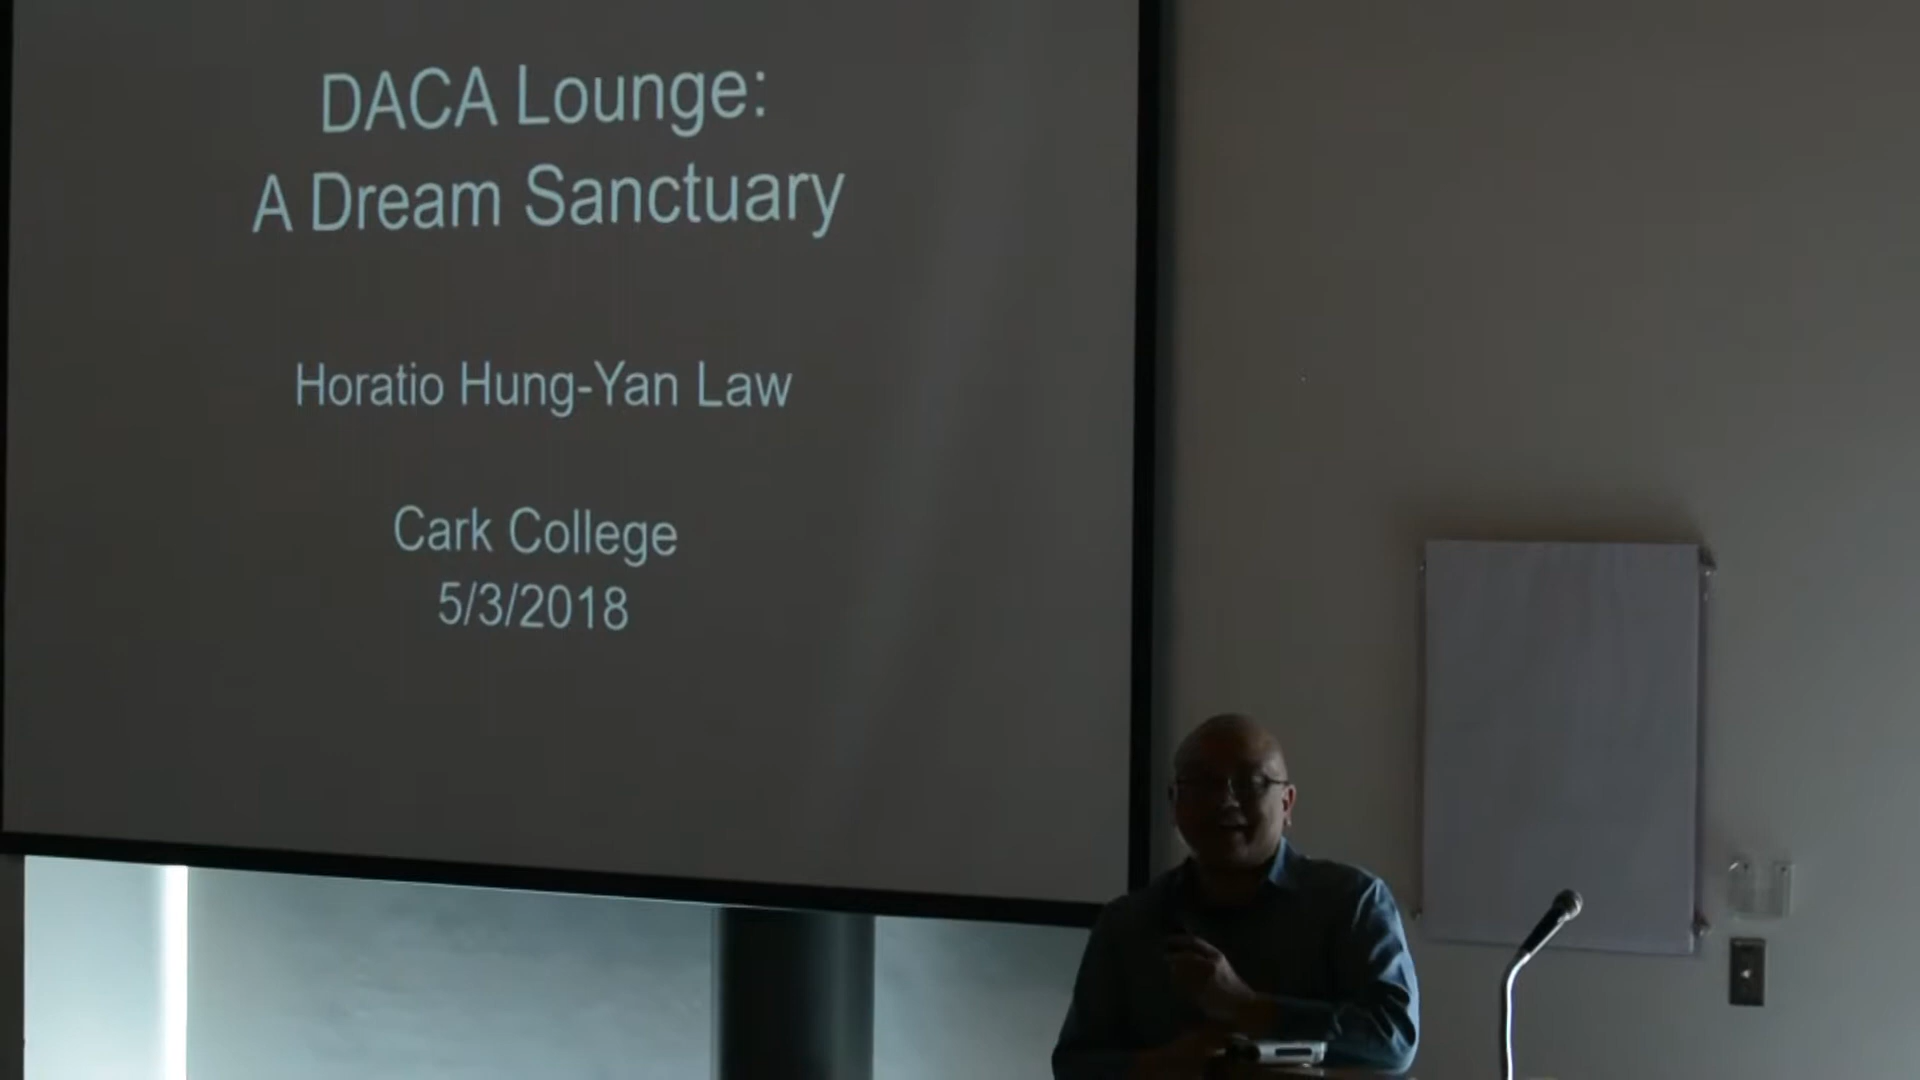 DACA Lounge:
A Dream Sanctuary
Horatio Hung-Yan Law
Cark College
5/3/2018